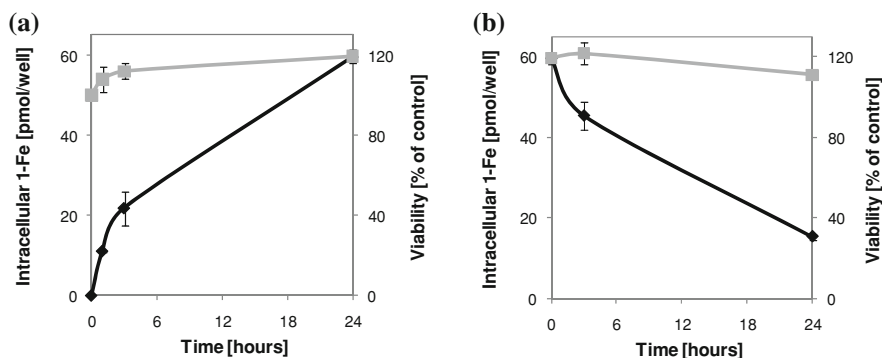 (a)
Intracellular 1-Fe [pmol/well]
60
40
20
0
120
80
40
0
Viability [% of control]
0 6 12 18 24
Time [hours]
(b)
Intracellular 1-Fe [pmol/well]
60
40
20
0
120
80
40
0
Viability [% of control]
0 6 12 18 24
Time [hours]